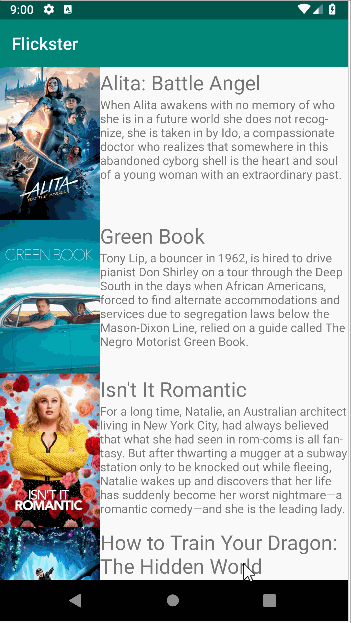 9:00
Flickster
Alita: Battle Angel
When Alita awakens with no memory of who
she is in a future world she does not recog-
nize, she is taken in by Ido, a compassionate
doctor who realizes that somewhere in this
abandoned cyborg shell is the heart and soul
of a young woman with an extraordinary past.
ALITA
Green Book
GREEN BOOK
Tony Lip, a bouncer in 1962, is hired to drive
pianist Don Shirley on a tour through the Deep
South in the days when African Americans,
forced to find alternate accommodations and
services due to segregation laws below the
Mason-Dixon Line, relied on a guide called The
Negro Motorist Green Book.
Isn't It Romantic
For a long time, Natalie, an Australian architect
living in New York City, had always believed
that what she had seen in rom-coms is all fan-
tasy. But after thwarting a mugger at a subway
station only to be knocked out while fleeing,
Natalie wakes up and discovers that her life
has suddenly become her worst nightmare—a
romantic comedy—and she is the leading lady.
ISN'T IT
ROMANTIC
How to Train Your Dragon:
The Hidden World